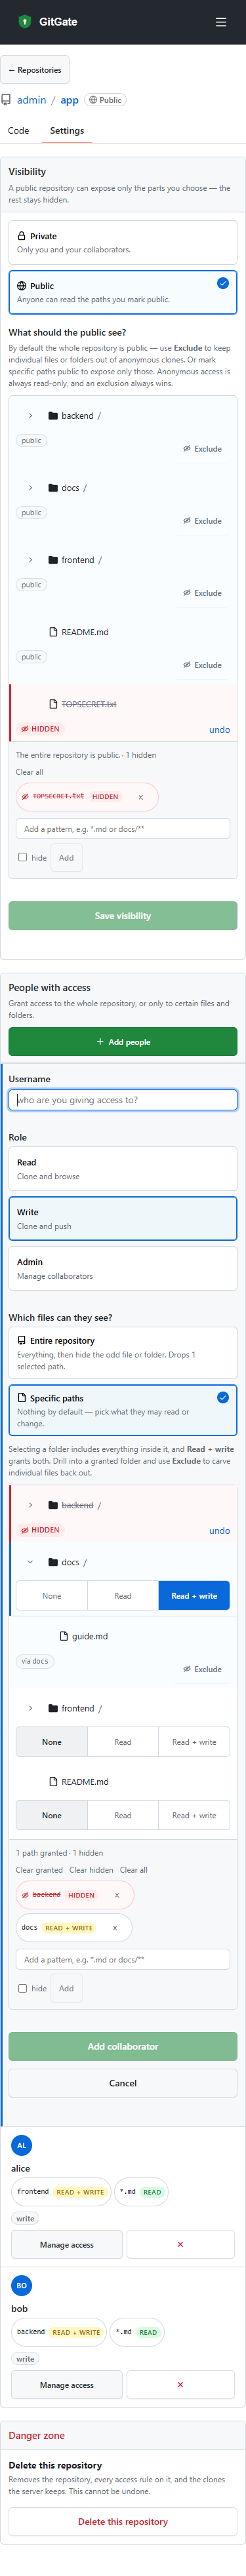 GitGate
← Repositories
admin / app Public
Code Settings
Visibility
A public repository can expose only the parts you choose — the
rest stays hidden.
Private
Only you and your collaborators.
Public
Anyone can read the paths you mark public.
What should the public see?
By default the whole repository is public — use Exclude to keep
individual files or folders out of anonymous clones. Or mark
specific paths public to expose only those. Anonymous access is
always read-only, and an exclusion always wins.
backend /
public
Exclude
docs /
public
Exclude
frontend /
public
Exclude
README.md
public
Exclude
TOPSECRET.txt
HIDDEN undo
The entire repository is public. · 1 hidden
Clear all
TOPSECRET.txt HIDDEN x
Add a pattern, e.g. *.md or docs/**
hide Add
Save visibility
People with access
Grant access to the whole repository, or only to certain files and
folders.
+ Add people
Username
who are you giving access to?
Role
Read
Clone and browse
Write
Clone and push
Admin
Manage collaborators
Which files can they see?
Entire repository
Everything, then hide the odd file or folder. Drops 1
selected path.
Specific paths
Nothing by default — pick what they may read or
change.
Selecting a folder includes everything inside it, and Read + write
grants both. Drill into a granted folder and use Exclude to carve
individual files back out.
backend /
HIDDEN undo
docs /
None Read Read + write
guide.md
via docs
Exclude
frontend /
None Read Read + write
README.md
None Read Read + write
1 path granted · 1 hidden
Clear granted Clear hidden Clear all
backend HIDDEN x
docs READ + WRITE x
Add a pattern, e.g. *.md or docs/**
hide Add
Add collaborator
Cancel
AL
alice
frontend READ + WRITE *.md READ
write
Manage access ×
BO
bob
backend READ + WRITE *.md READ
write
Manage access ×
Danger zone
Delete this repository
Removes the repository, every access rule on it, and the clones
the server keeps. This cannot be undone.
Delete this repository